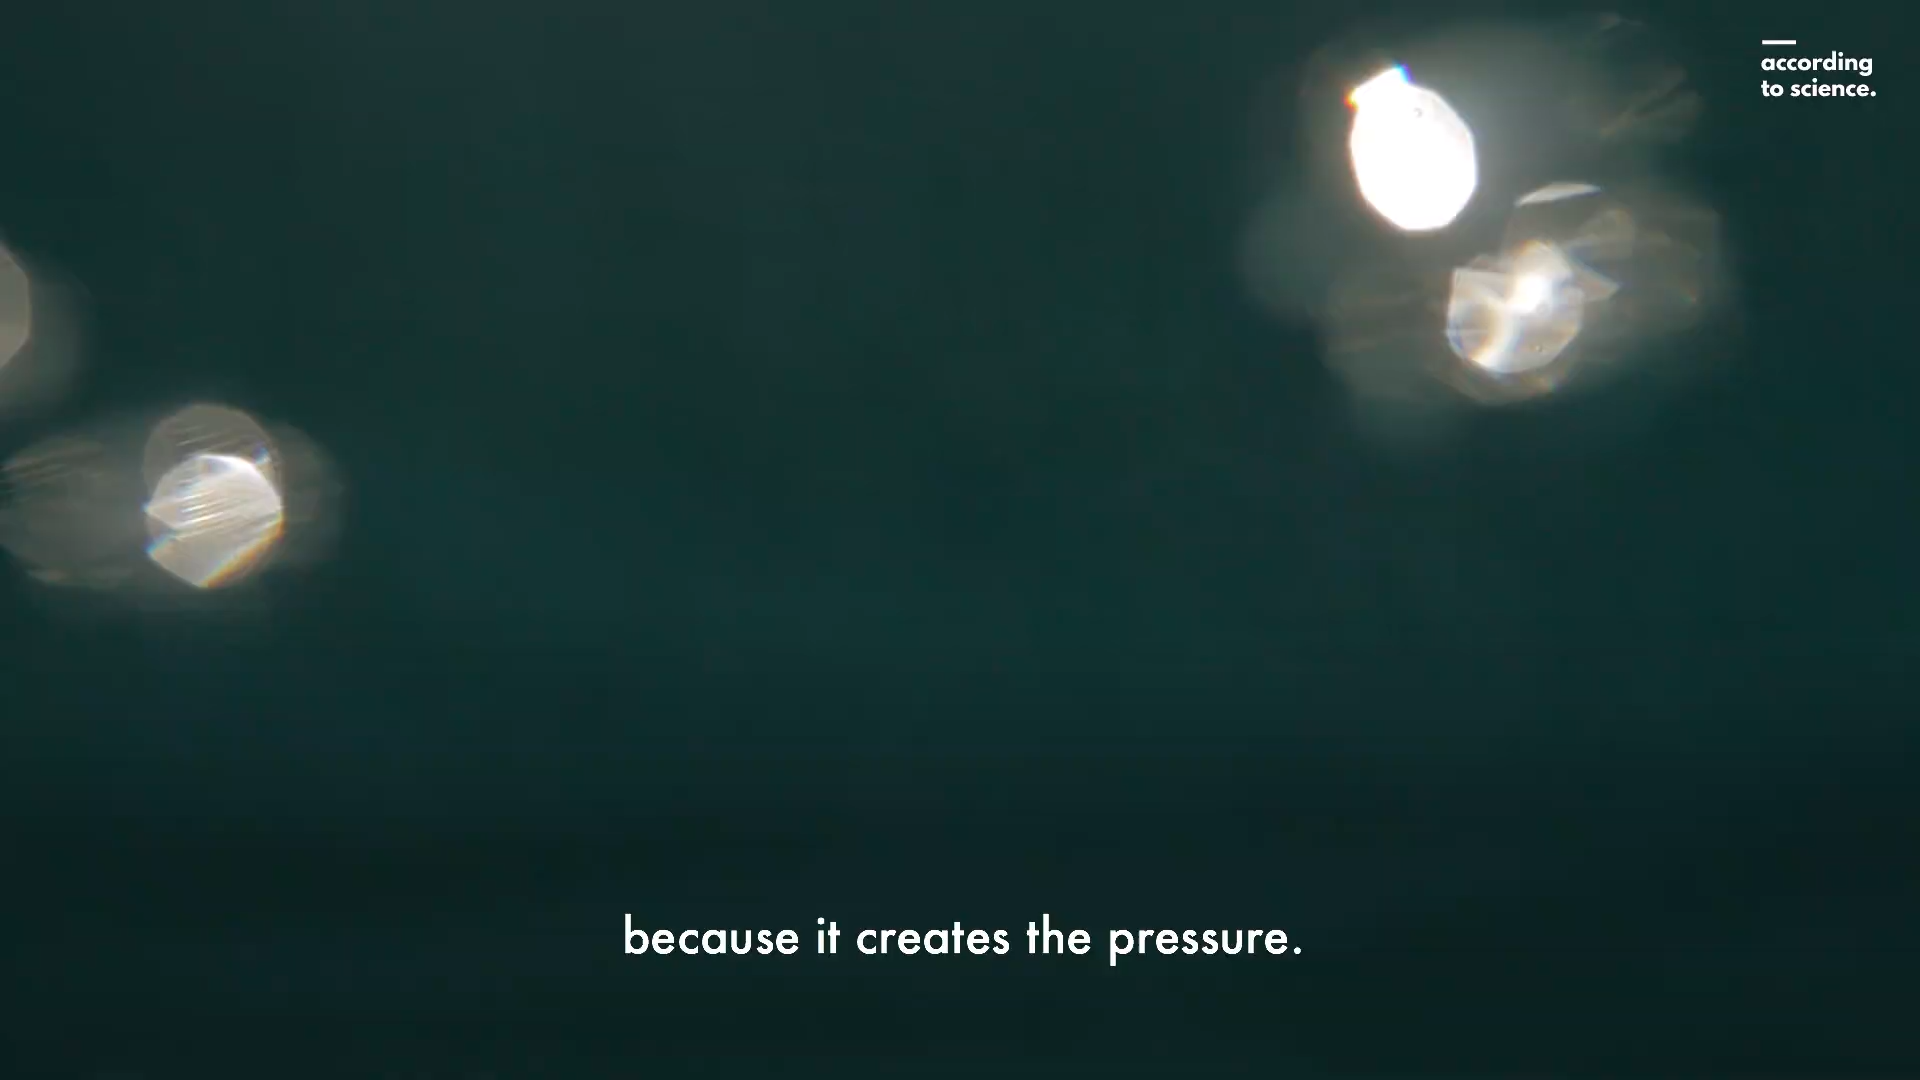 according
to science.
because it creates the pressure.